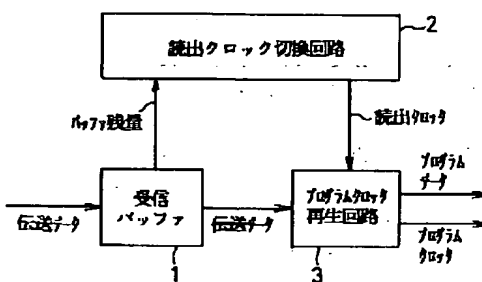 2
読出クロック切換回路
バッファ残量
読出クロック
プログラム
データ
受信
バッファ
プログラムクロック
再生回路
伝送データ
伝送データ
プログラム
クロック
1
3